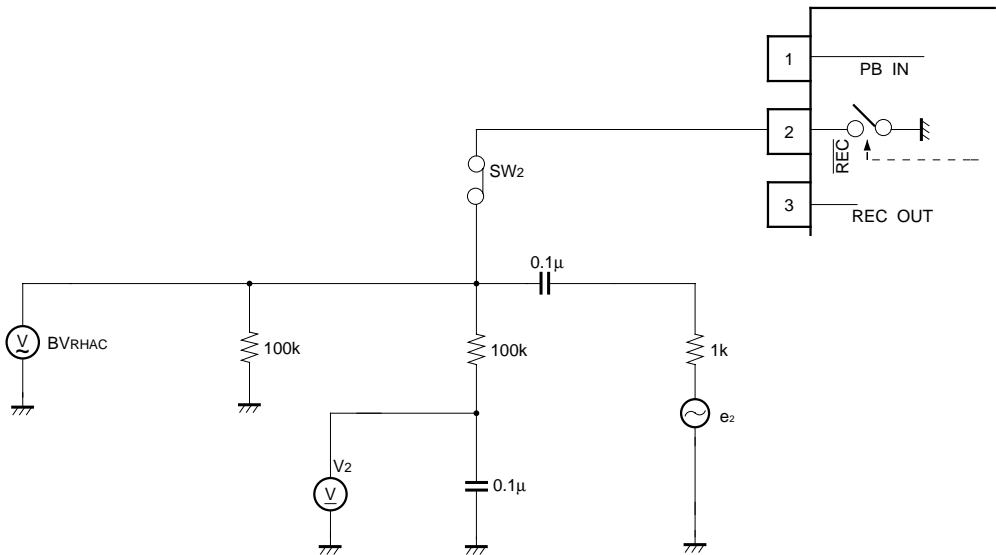 1
PB IN
2
REC
SW2
3
REC OUT
0.1μ
V
BVRHAC
100k
100k
1k
e2
V2
V
0.1μ